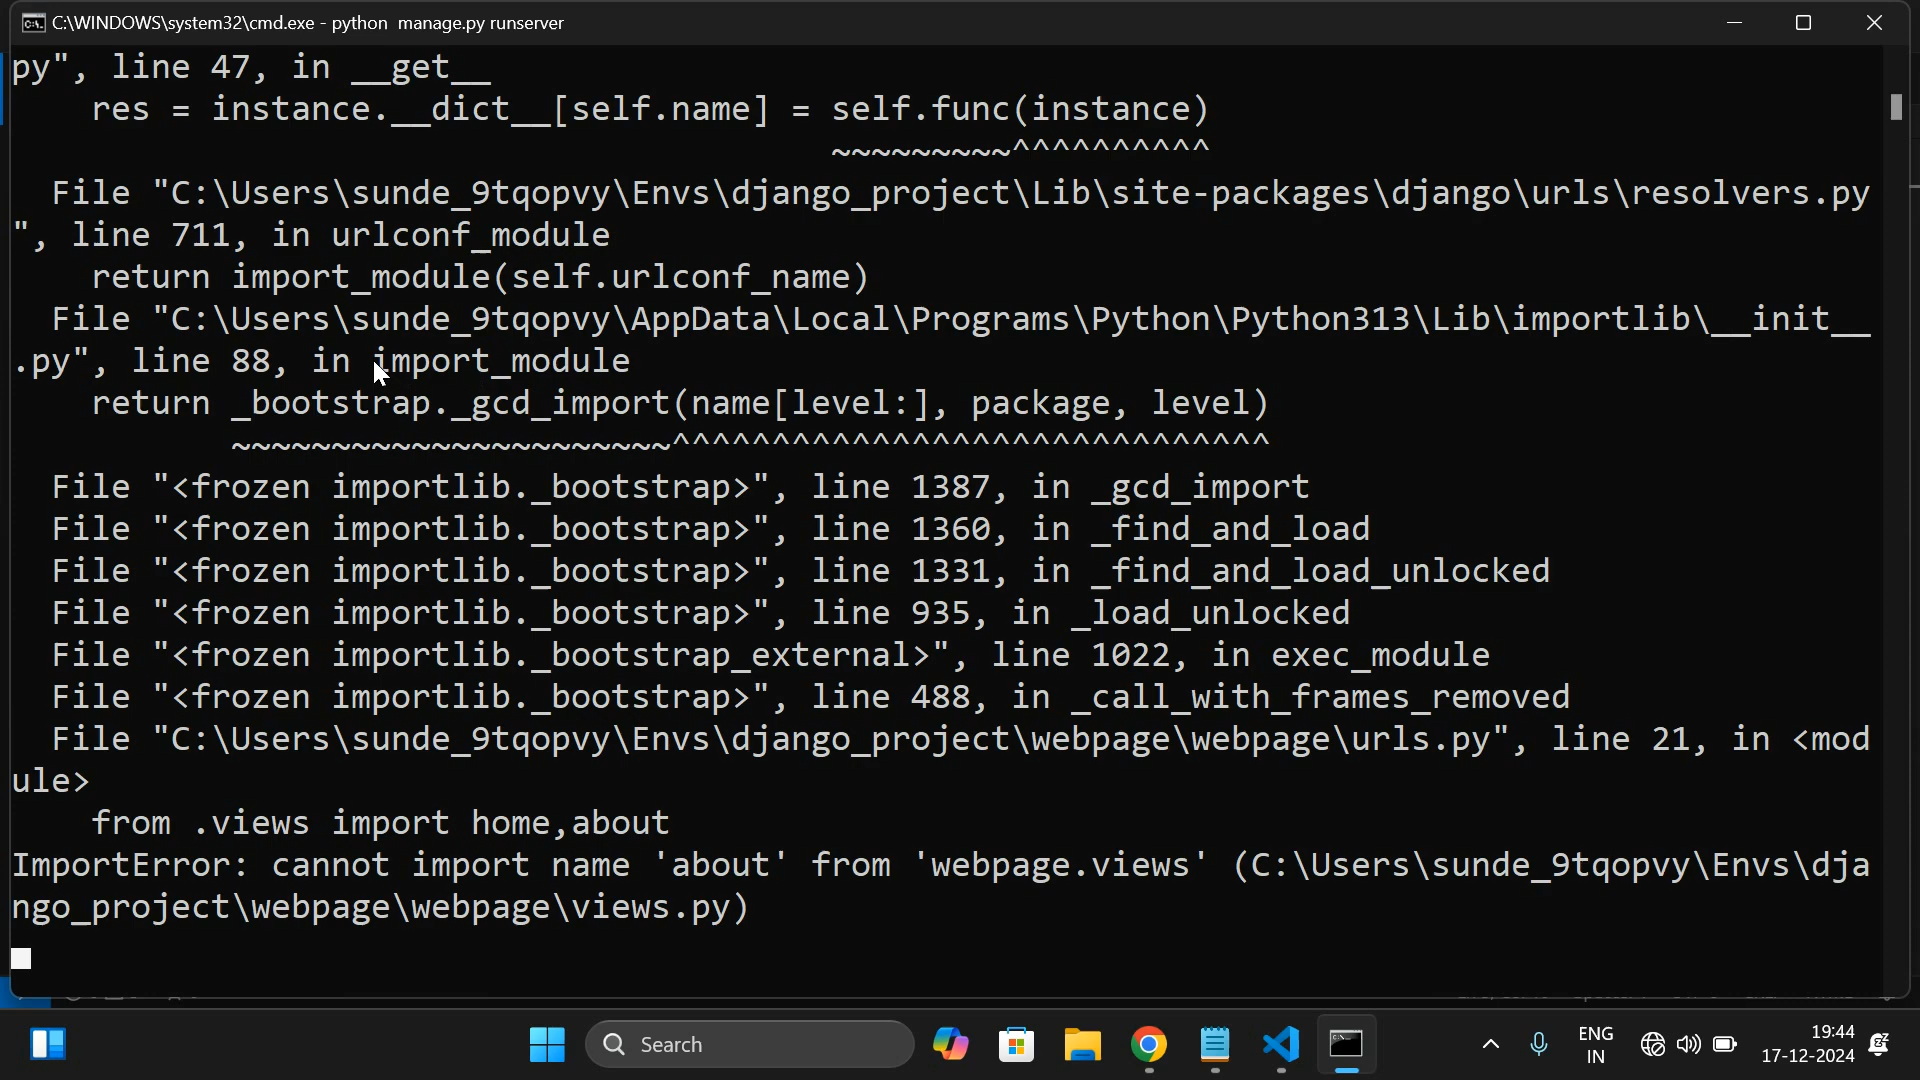 C:\WINDOWS\system32\cmd.exe - python  manage.py runserver
py", line 47, in __get__
    res = instance.__dict__[self.name] = self.func(instance)
                                         ~~~~~~~~~^^^^^^^^^^
  File "C:\Users\sunde_9tqopvy\Envs\django_project\Lib\site-packages\django\urls\resolvers.py
", line 711, in urlconf_module
    return import_module(self.urlconf_name)
  File "C:\Users\sunde_9tqopvy\AppData\Local\Programs\Python\Python313\Lib\importlib\__init__
.py", line 88, in import_module
    return _bootstrap._gcd_import(name[level:], package, level)
           ~~~~~~~~~~~~~~~~~~~~~~^^^^^^^^^^^^^^^^^^^^^^^^^^^^^^
  File "<frozen importlib._bootstrap>", line 1387, in _gcd_import
  File "<frozen importlib._bootstrap>", line 1360, in _find_and_load
  File "<frozen importlib._bootstrap>", line 1331, in _find_and_load_unlocked
  File "<frozen importlib._bootstrap>", line 935, in _load_unlocked
  File "<frozen importlib._bootstrap_external>", line 1022, in exec_module
  File "<frozen importlib._bootstrap>", line 488, in _call_with_frames_removed
  File "C:\Users\sunde_9tqopvy\Envs\django_project\webpage\webpage\urls.py", line 21, in <mod
ule>
    from .views import home,about
ImportError: cannot import name 'about' from 'webpage.views' (C:\Users\sunde_9tqopvy\Envs\dja
ngo_project\webpage\webpage\views.py)
Search
ENG
IN
19:44
17-12-2024